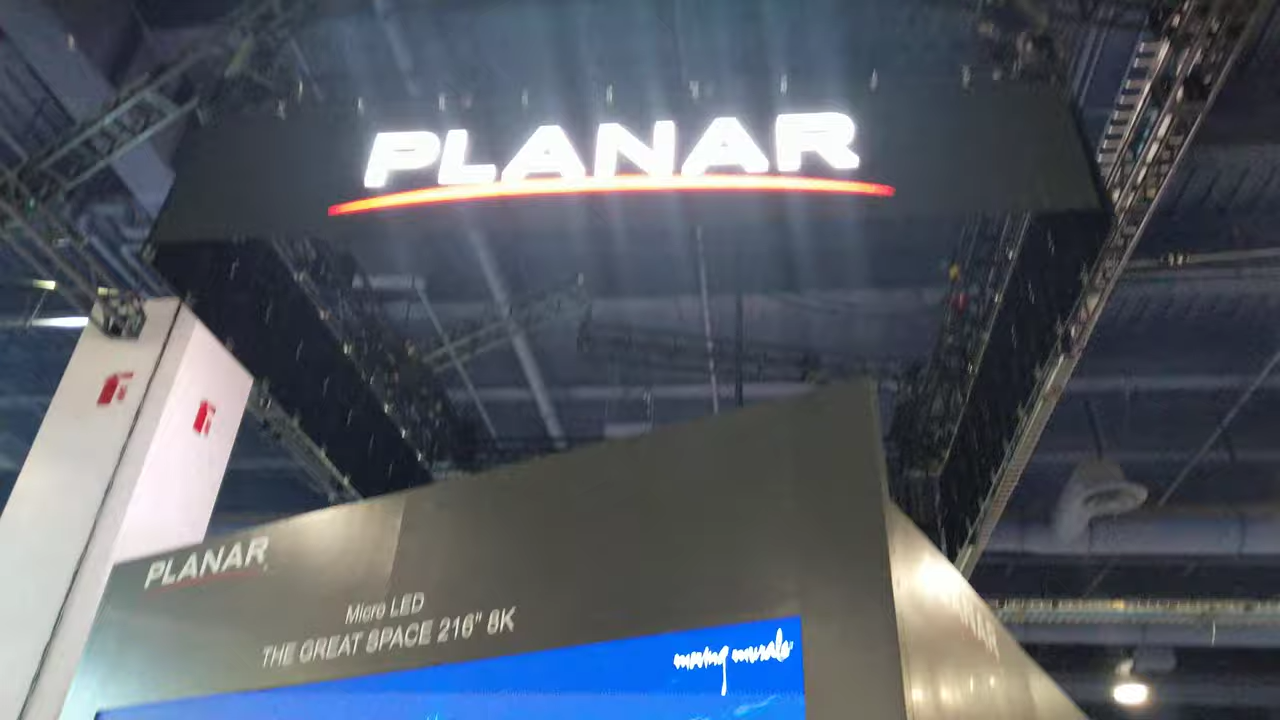 PLANAR
PLANAR
Micro LED
THE GREAT SPACE 216" 8K
moving murals